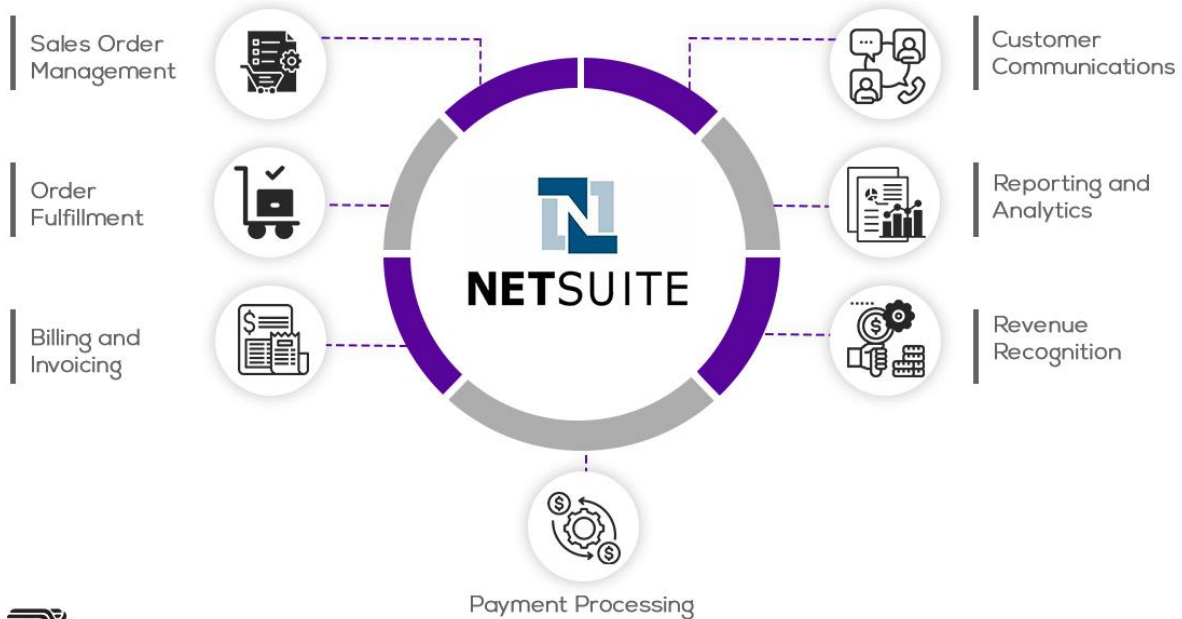 Sales Order
Management
Order
Fulfillment
Billing and
Invoicing
NETSUITE
Payment Processing
Customer
Communications
Reporting and
Analytics
Revenue
Recognition